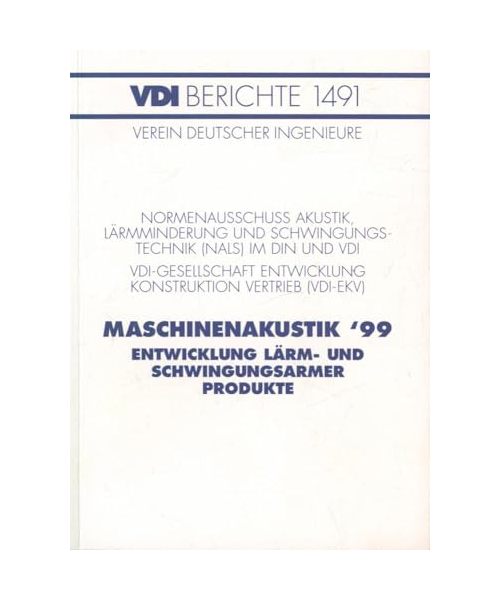 VDI BERICHTE 1491
VEREIN DEUTSCHER INGENIEURE
NORMENAUSSCHUSS AKUSTIK,
LÄRMMINDERUNG UND SCHWINGUNGS-
TECHNIK (NALS) IM DIN UND VDI
VDI-GESELLSCHAFT ENTWICKLUNG
KONSTRUKTION VERTRIEB (VDI-EKV)
MASCHINENAKUSTIK '99
ENTWICKLUNG LÄRM- UND
SCHWINGUNGSARMER
PRODUKTE